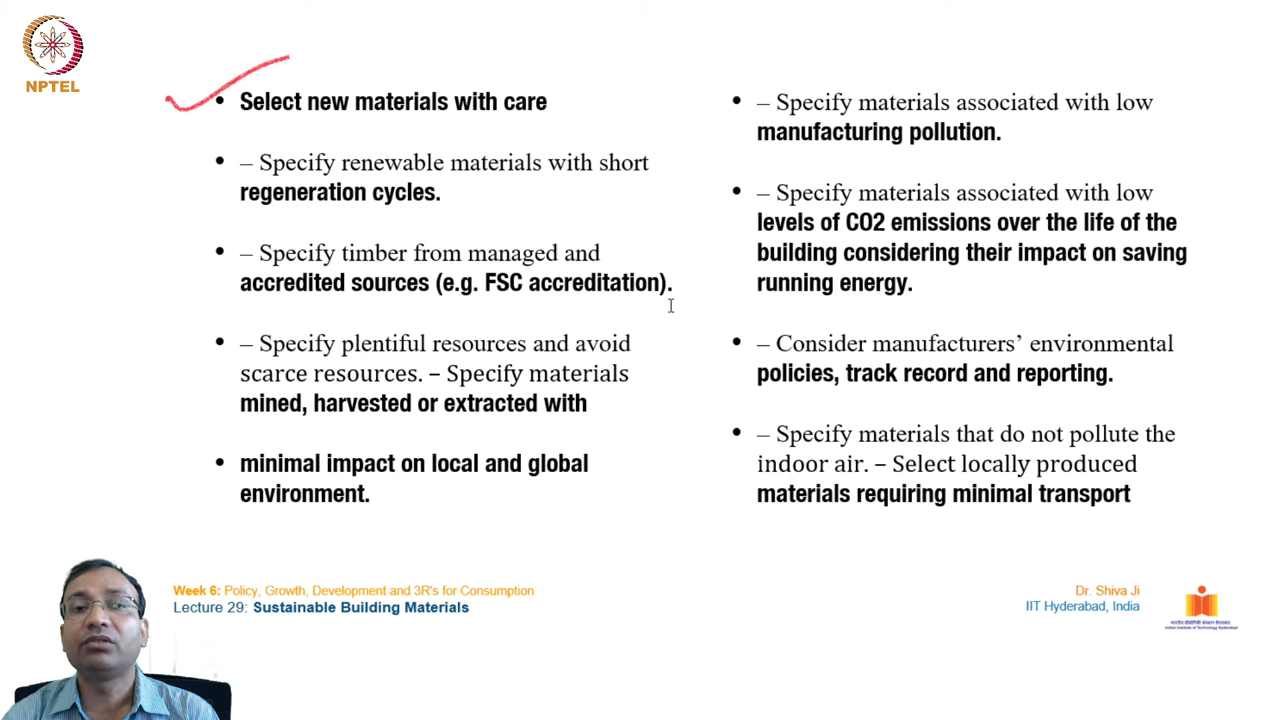 NPTEL
• Select new materials with care
• – Specify renewable materials with short
regeneration cycles.
• – Specify timber from managed and
accredited sources (e.g. FSC accreditation).
• – Specify plentiful resources and avoid
scarce resources. – Specify materials
mined, harvested or extracted with
• minimal impact on local and global
environment.
• – Specify materials associated with low
manufacturing pollution.
• – Specify materials associated with low
levels of CO2 emissions over the life of the
building considering their impact on saving
running energy.
• – Consider manufacturers’ environmental
policies, track record and reporting.
• – Specify materials that do not pollute the
indoor air. – Select locally produced
materials requiring minimal transport
Week 6: Policy, Growth, Development and 3R's for Consumption
Lecture 29: Sustainable Building Materials
Dr. Shiva Ji
IIT Hyderabad, India
Indian Institute of Technology Hyderabad